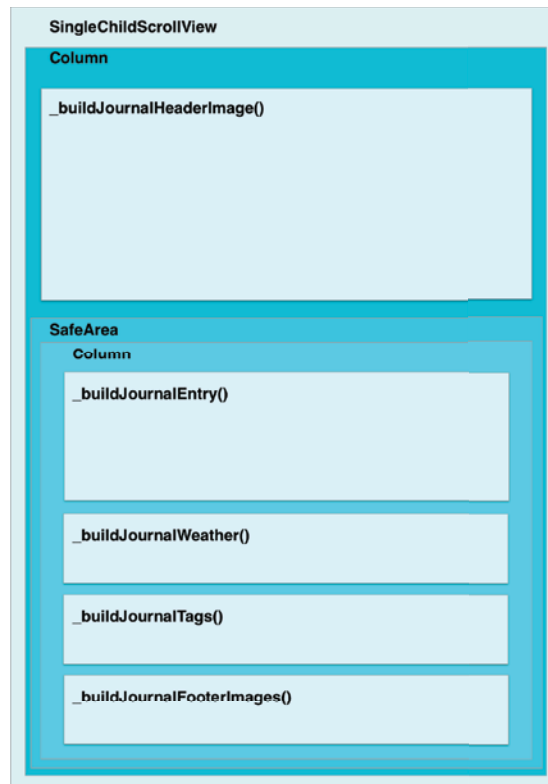 SingleChildScrollView
Column
_buildJournalHeaderImage()
SafeArea
Column
_buildJournalEntry()
_buildJournalWeather()
_buildJournalTags()
_buildJournalFooterImages()